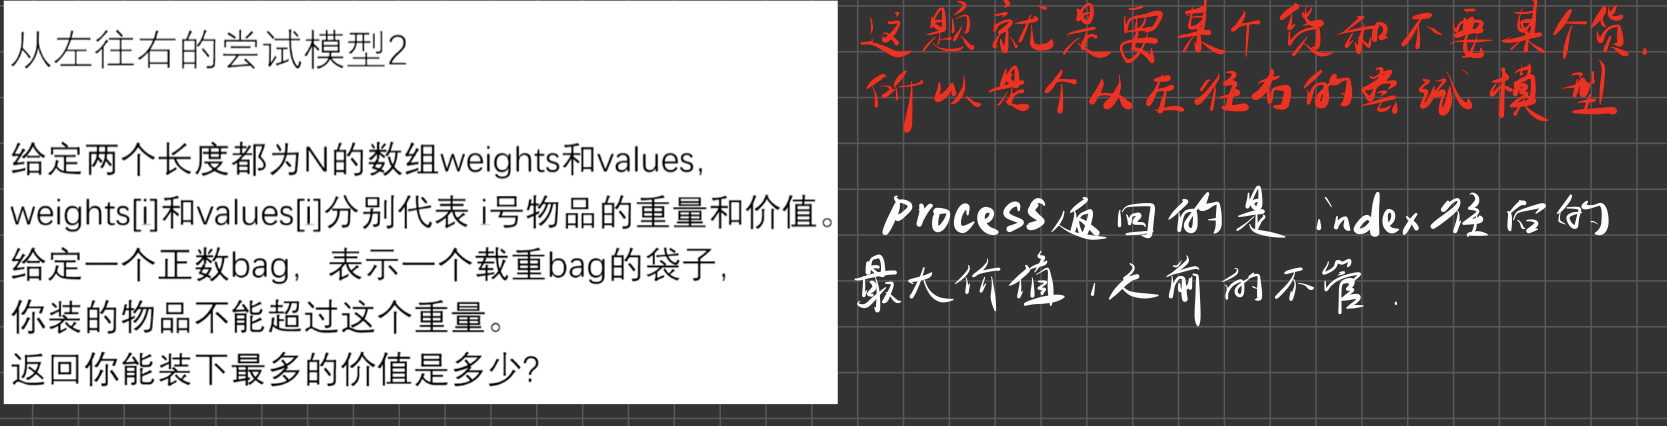 从左往右的尝试模型2
给定两个长度都为N的数组weights和values，
weights[i]和values[i]分别代表 i号物品的重量和价值。
给定一个正数bag，表示一个载重bag的袋子，
你装的物品不能超过这个重量。
返回你能装下最多的价值是多少？
这题就是要某个货和不要某个货.
所以是个从左往右的尝试模型
process返回的是 index往后的
最大价值，之前的不管.